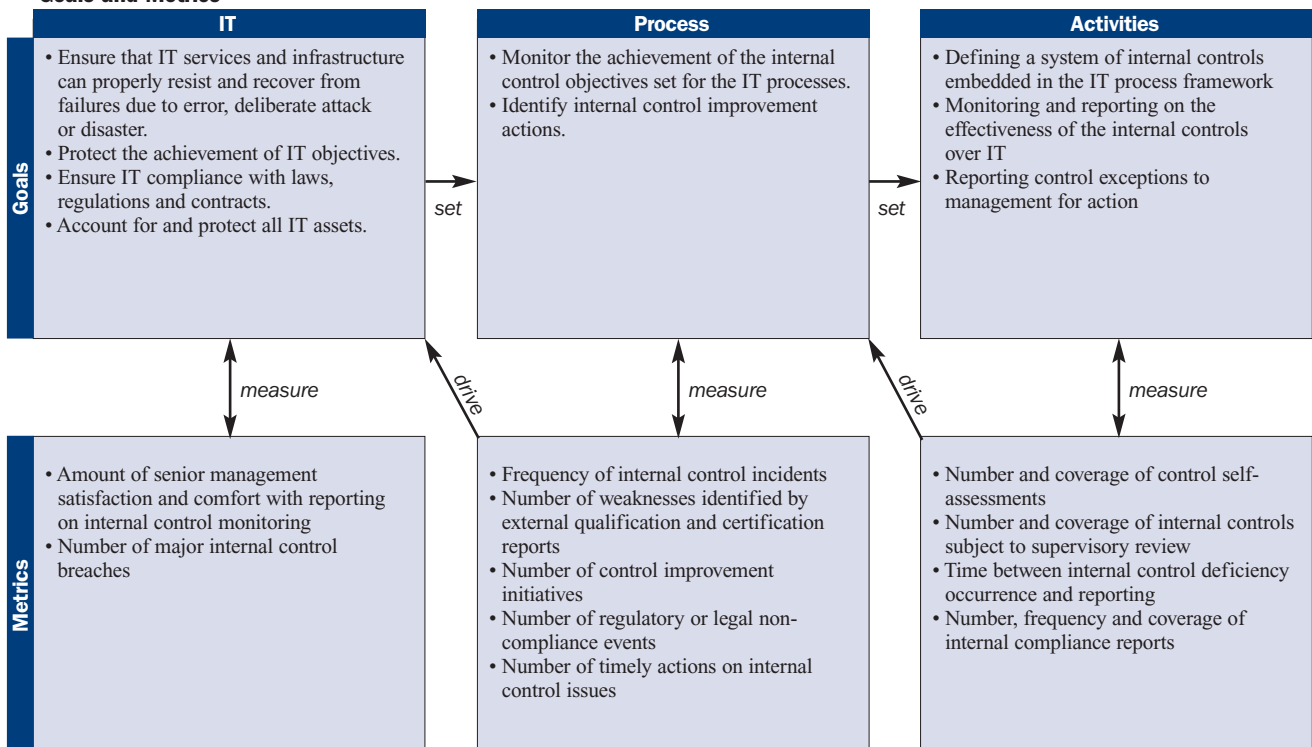 Goals and Metrics
IT
Process
Activities
Goals
• Ensure that IT services and infrastructure
can properly resist and recover from
failures due to error, deliberate attack
or disaster.
• Protect the achievement of IT objectives.
• Ensure IT compliance with laws,
regulations and contracts.
• Account for and protect all IT assets.
set
• Monitor the achievement of the internal
control objectives set for the IT processes.
• Identify internal control improvement
actions.
set
• Defining a system of internal controls
embedded in the IT process framework
• Monitoring and reporting on the
effectiveness of the internal controls
over IT
• Reporting control exceptions to
management for action
measure
drive
measure
drive
measure
Metrics
• Amount of senior management
satisfaction and comfort with reporting
on internal control monitoring
• Number of major internal control
breaches
• Frequency of internal control incidents
• Number of weaknesses identified by
external qualification and certification
reports
• Number of control improvement
initiatives
• Number of regulatory or legal non-
compliance events
• Number of timely actions on internal
control issues
• Number and coverage of control self-
assessments
• Number and coverage of internal controls
subject to supervisory review
• Time between internal control deficiency
occurrence and reporting
• Number, frequency and coverage of
internal compliance reports